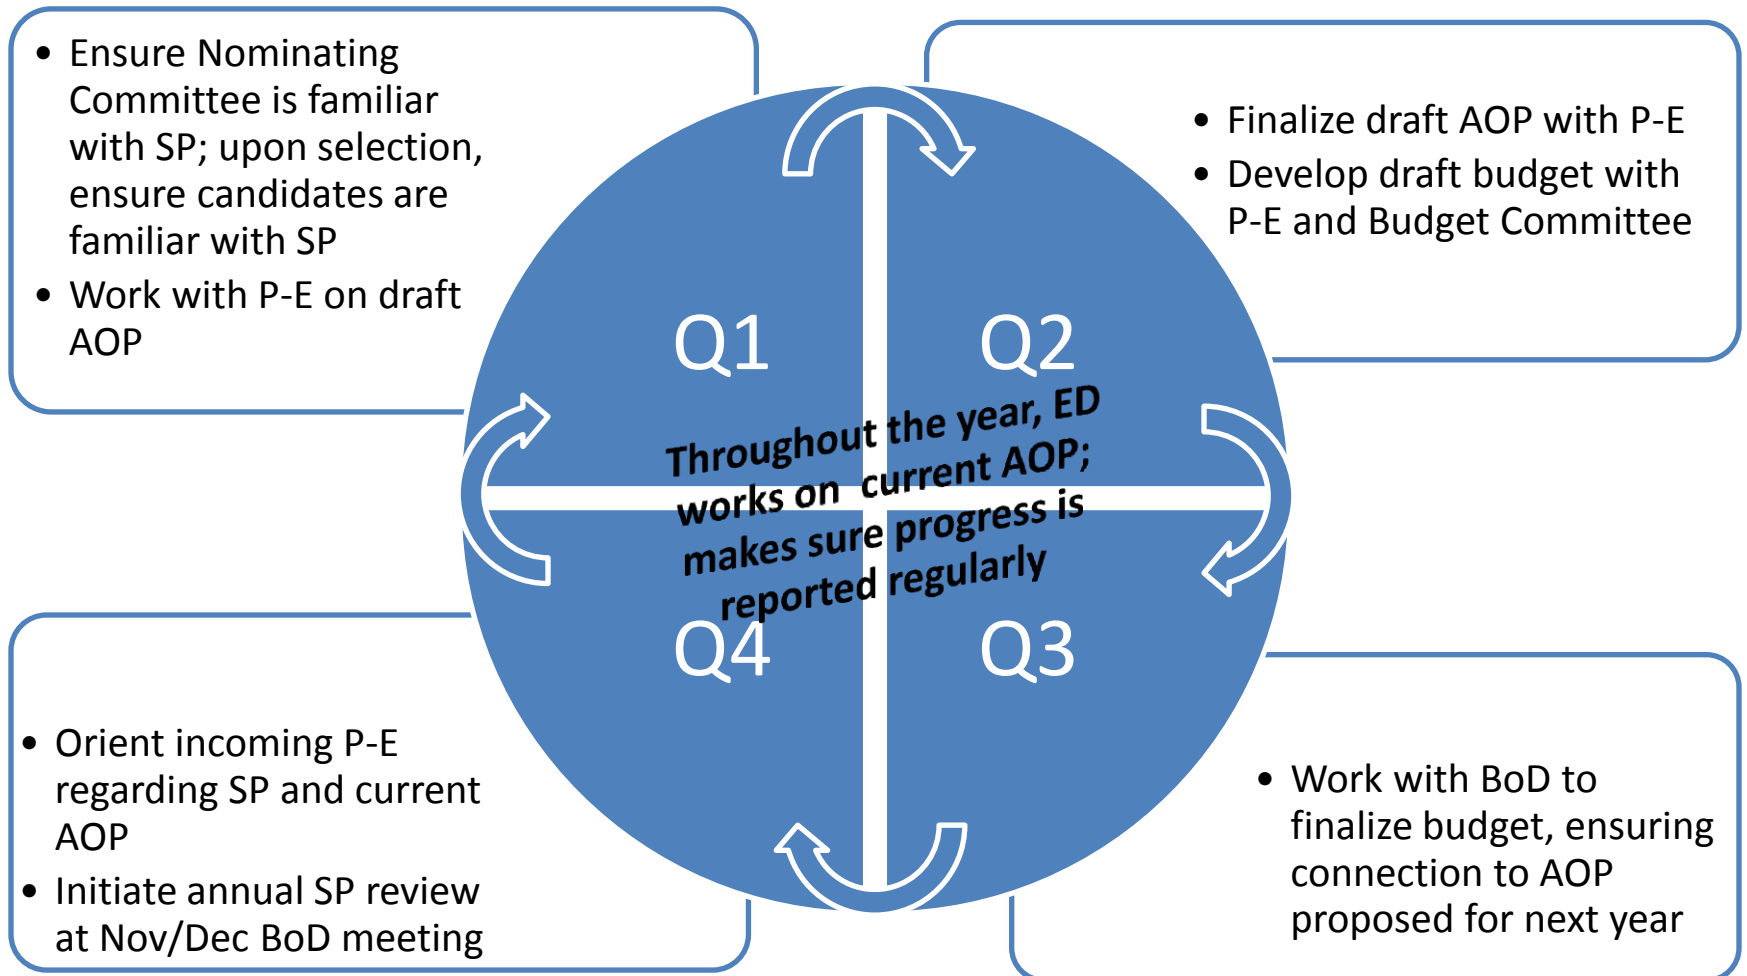 • Ensure Nominating
Committee is familiar
with SP; upon selection,
ensure candidates are
familiar with SP
• Work with P-E on draft
AOP
• Finalize draft AOP with P-E
• Develop draft budget with
P-E and Budget Committee
Q1
Q2
Throughout the year, ED
works on current AOP;
makes sure progress is
reported regularly
Q4
Q3
• Orient incoming P-E
regarding SP and current
AOP
• Initiate annual SP review
at Nov/Dec BoD meeting
• Work with BoD to
finalize budget, ensuring
connection to AOP
proposed for next year